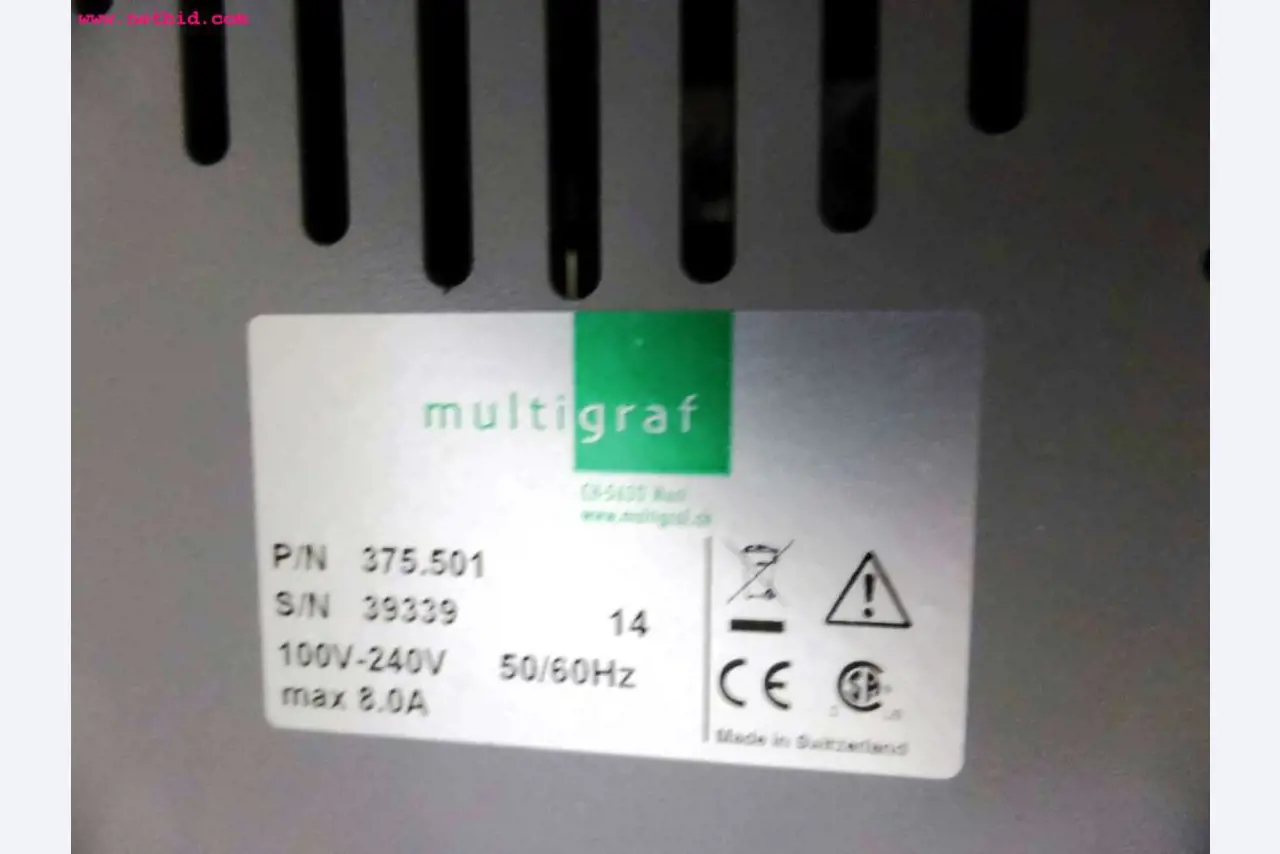 www.netbid.com
multigraf
CH-5630 Muri
www.multigraf.ch
P/N 375.501
S/N 39339 14
100V-240V 50/60Hz
max 8.0A
CE
Made in Switzerland